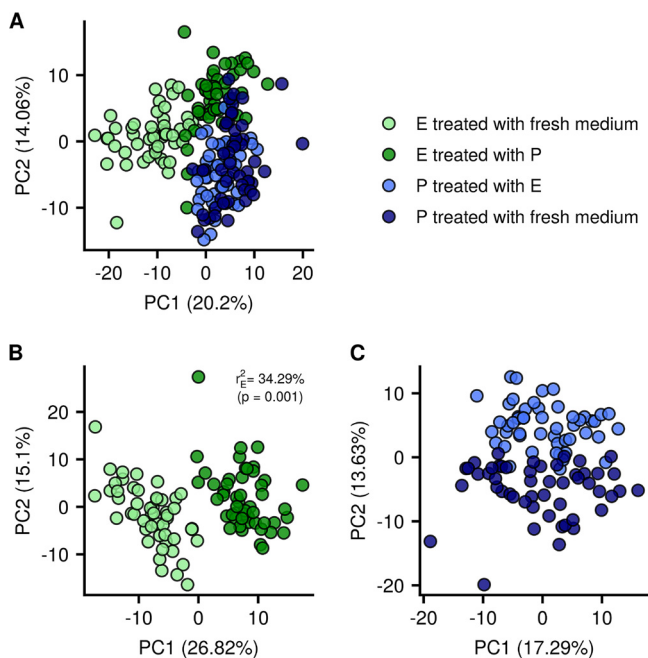 A
10
0
-10
PC2 (14.06%)
-20 -10 0 10 20
PC1 (20.2%)
E treated with fresh medium
E treated with P
P treated with E
P treated with fresh medium
B
r²E= 34.29%
(p = 0.001)
20
10
0
-10
PC2 (15.1%)
-10 0 10
PC1 (26.82%)
C
10
0
-10
-20
PC2 (13.63%)
-20 -10 0 10
PC1 (17.29%)